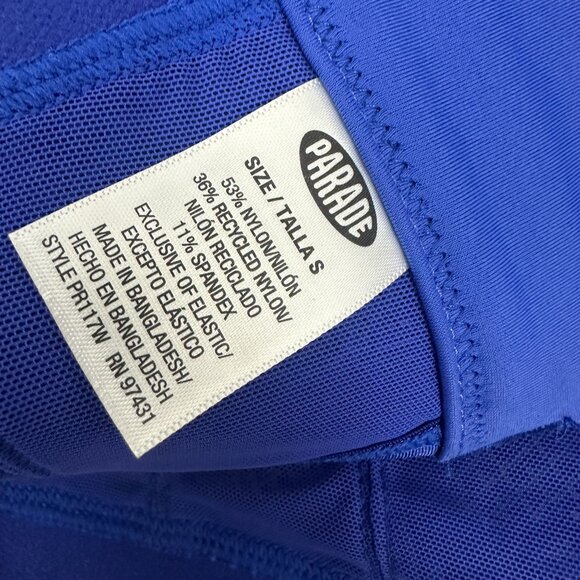 PARADE
SIZE / TALLA S
53% NYLON/NILÓN
36% RECYCLED NYLON/
NILON RECICLADO
11% SPANDEX
EXCLUSIVE OF ELASTIC/
EXCEPTO ELÁSTICO
MADE IN BANGLADESH/
HECHO EN BANGLADESH
STYLE PR117W RN 97431